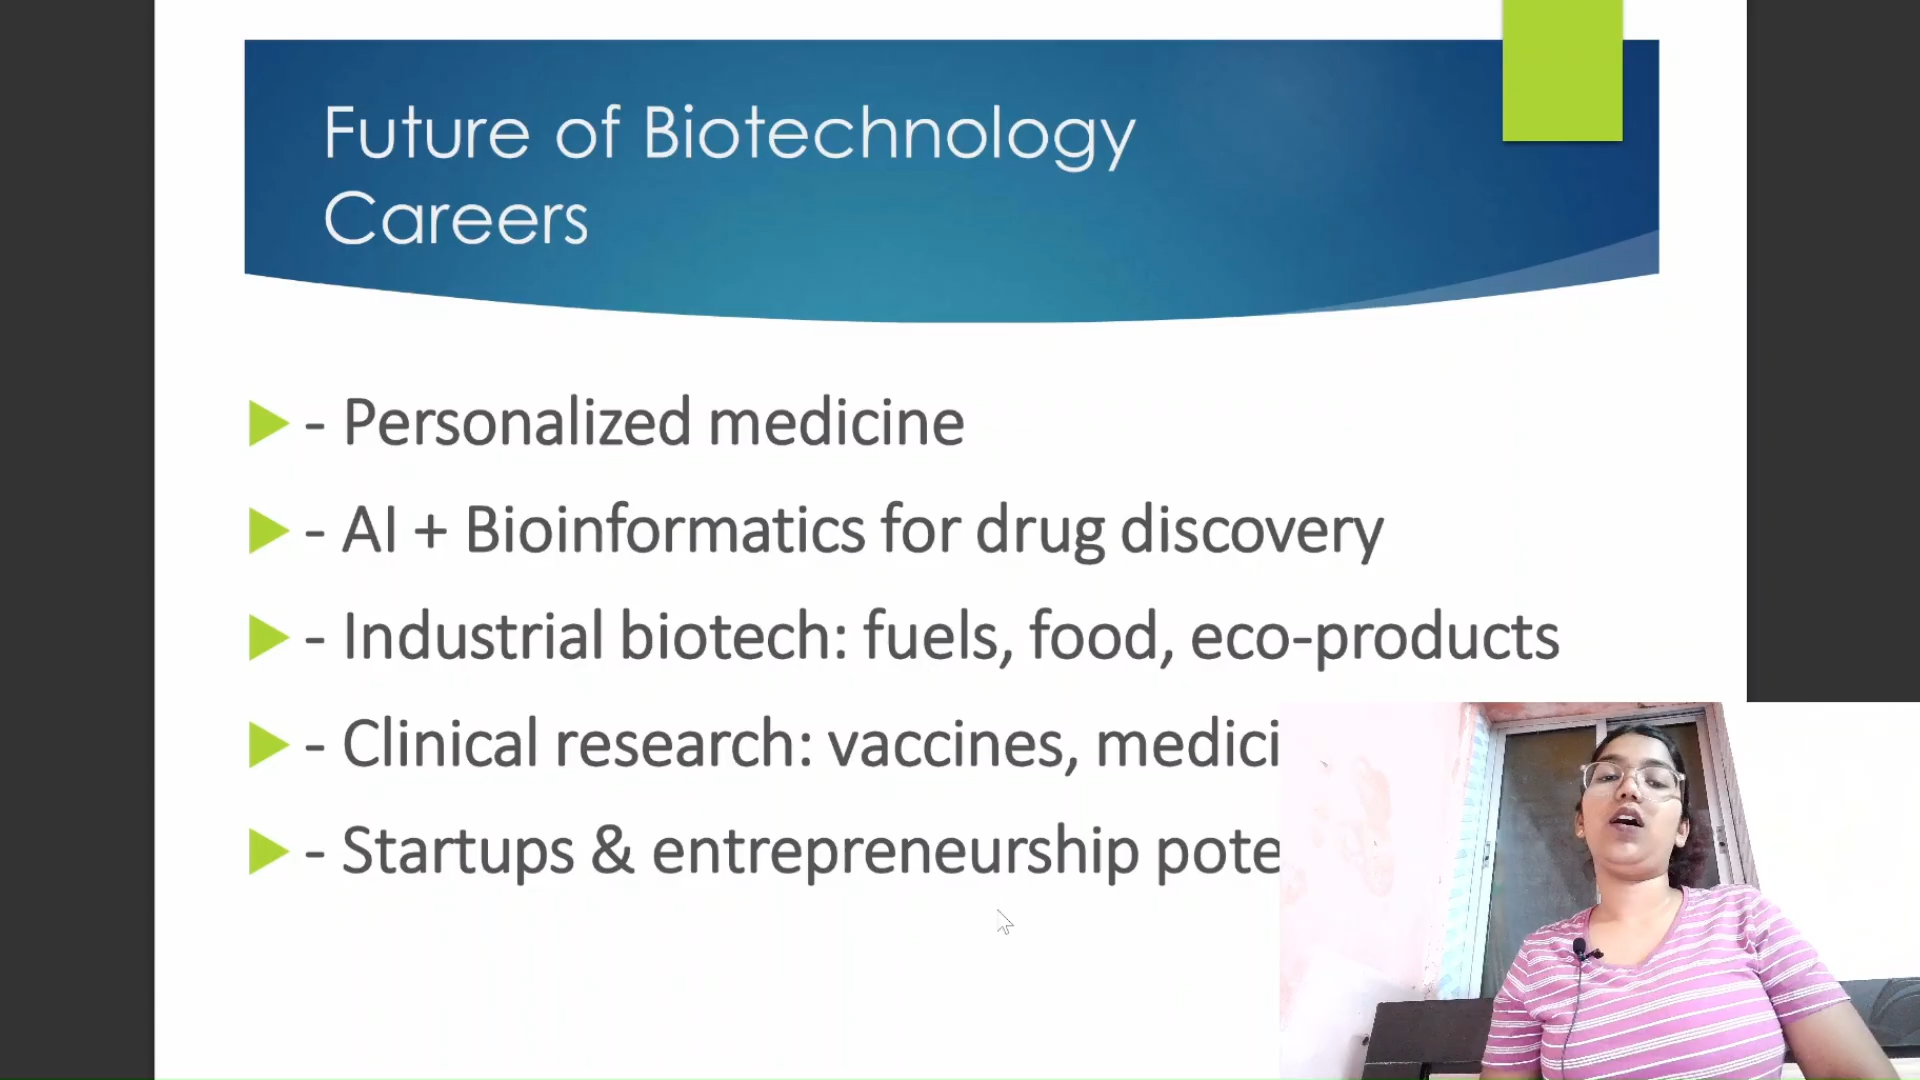 Future of Biotechnology
Careers
- Personalized medicine
- AI + Bioinformatics for drug discovery
- Industrial biotech: fuels, food, eco-products
- Clinical research: vaccines,
- Startups & entrepreneurship